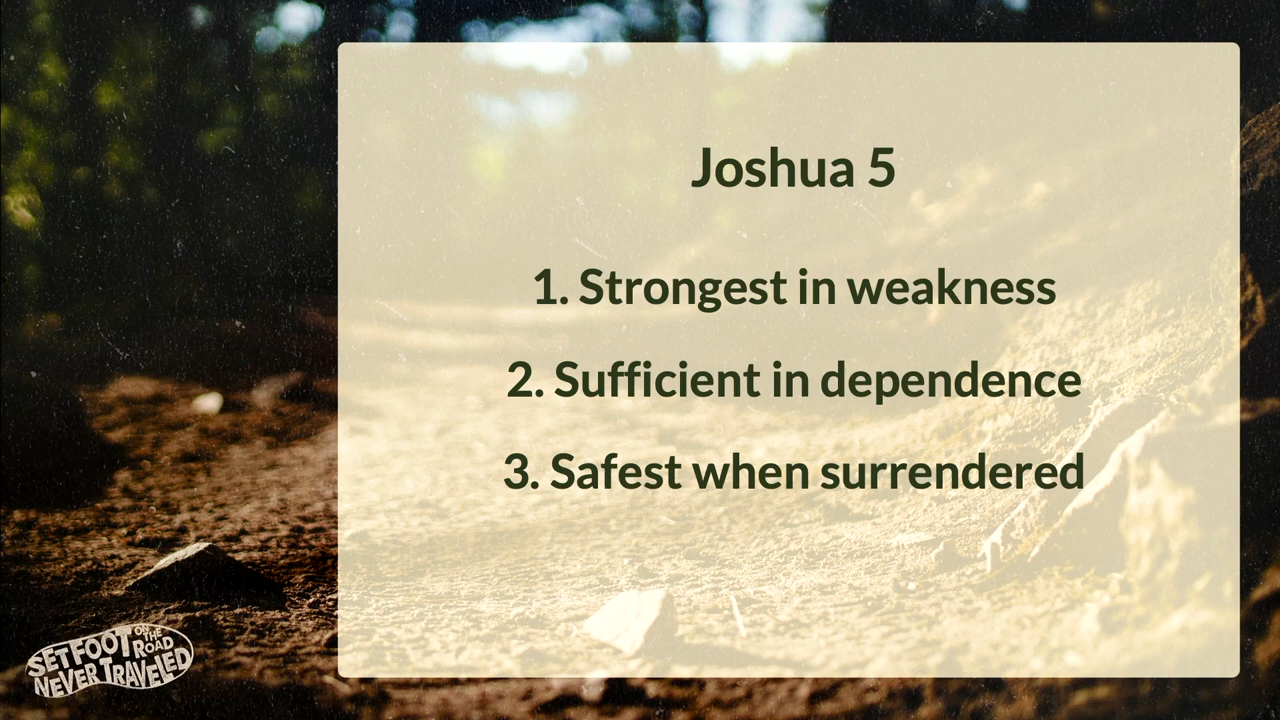 Joshua 5
1. Strongest in weakness
2. Sufficient in dependence
3. Safest when surrendered
SET FOOT ON THE ROAD
NEVER TRAVELED